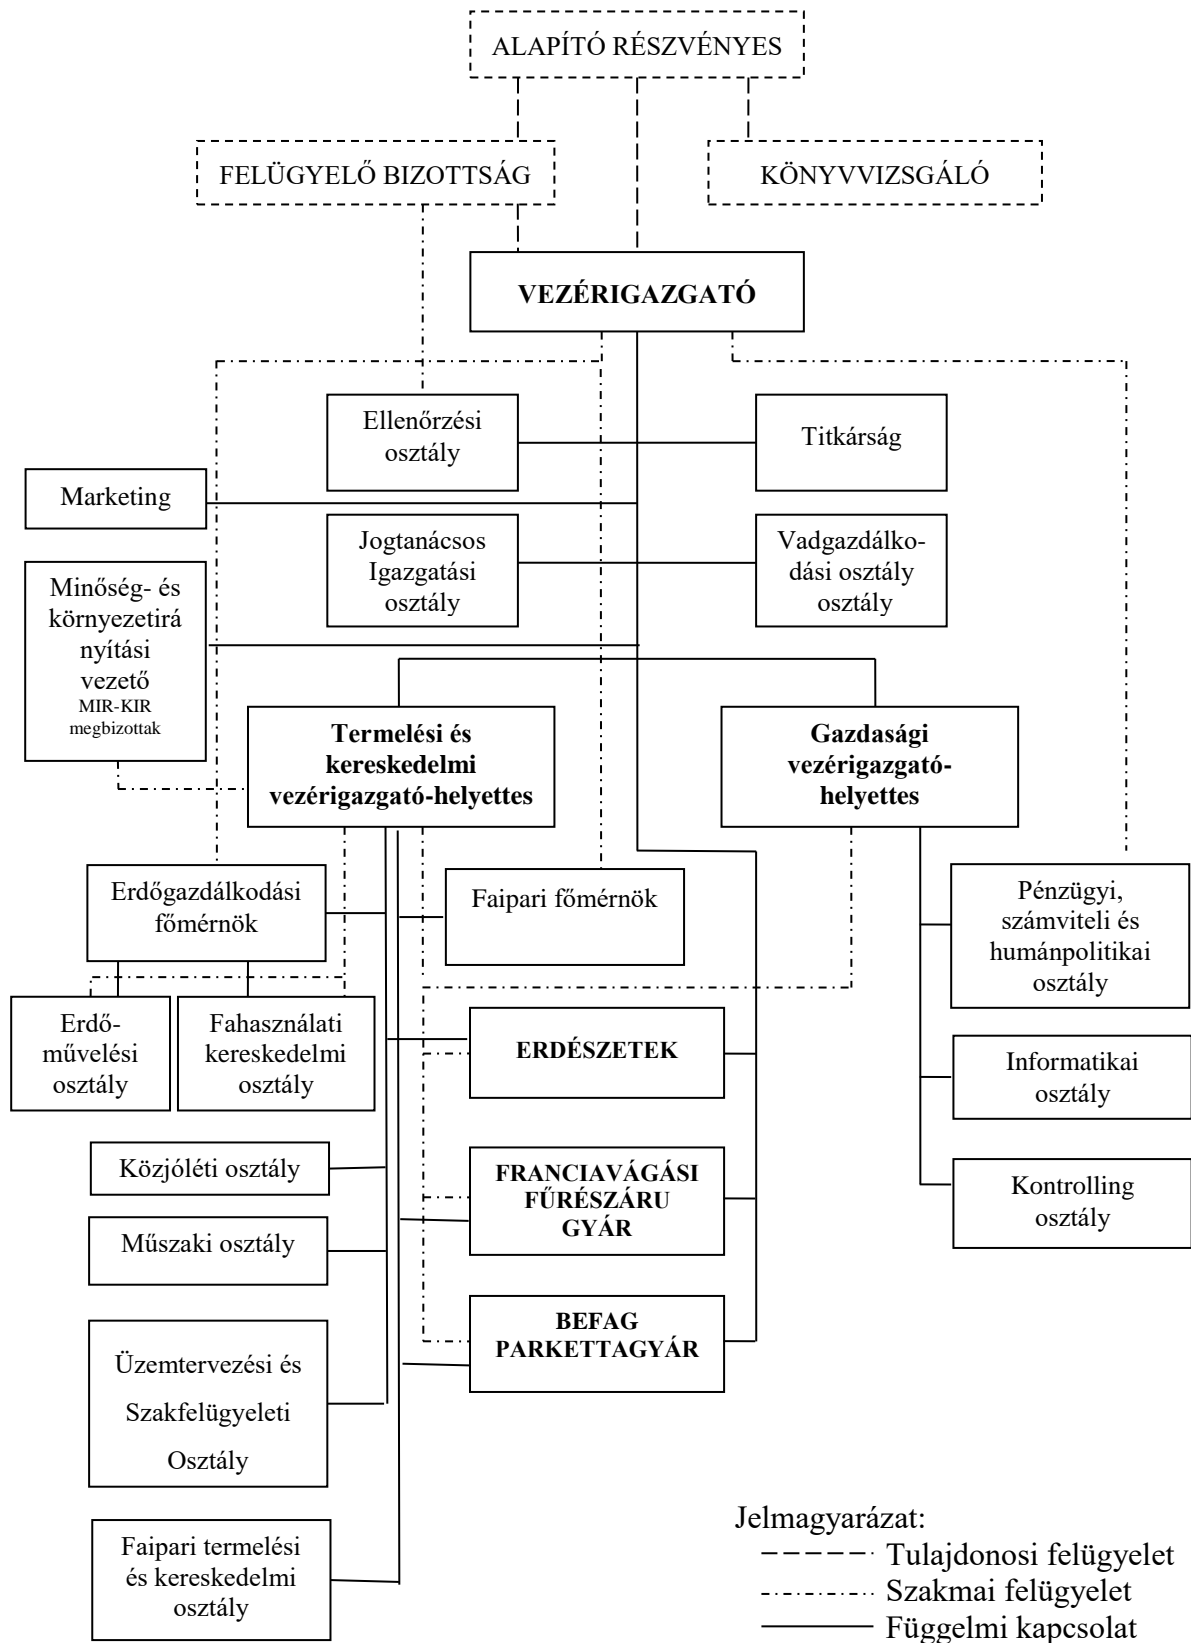 ALAPÍTÓ RÉSZVÉNYES
FELÜGYELŐ BIZOTTSÁG
KÖNYVVIZSGÁLÓ
VEZÉRIGAZGATÓ
Ellenőrzési
osztály
Titkárság
Marketing
Jogtanácsos
Igazgatási
osztály
Vadgazdálko-
dási osztály
osztály
Minőség- és
környezetirá
nyítási
vezető
MIR-KIR
megbizottak
Termelési és
kereskedelmi
vezérigazgató-helyettes
Gazdasági
vezérigazgató-
helyettes
Erdőgazdálkodási
főmérnök
Faipari főmérnök
Pénzügyi,
számviteli és
humánpolitikai
osztály
Erdő-
művelési
osztály
Fahasználati
kereskedelmi
osztály
ERDÉSZETEK
Informatikai
osztály
Közjóléti osztály
FRANCIAVÁGÁSI
FŰRÉSZÁRU
GYÁR
Kontrolling
osztály
Műszaki osztály
BEFAG
PARKETTAGYÁR
Üzemtervezési és
Szakfelügyeleti
Osztály
Faipari termelési
és kereskedelmi
osztály
Jelmagyarázat:
Tulajdonosi felügyelet
Szakmai felügyelet
Függelmi kapcsolat